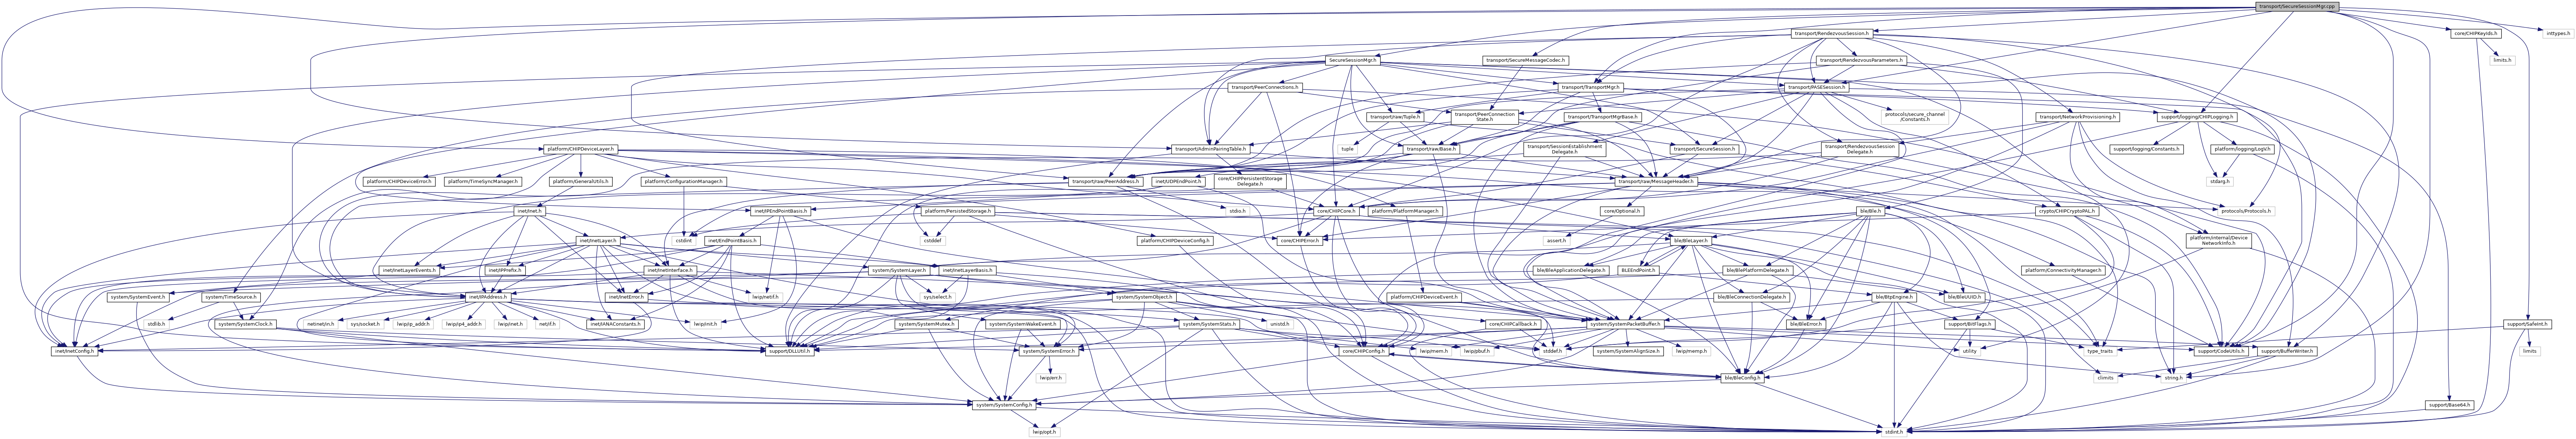 transport/SecureSessionMgr.cpp
transport/RendezvousSession.h
core/CHIPKeyIds.h
inttypes.h
SecureSessionMgr.h
transport/SecureMessageCodec.h
transport/RendezvousParameters.h
limits.h
transport/PeerConnections.h
transport/TransportMgr.h
transport/PASESession.h
transport/raw/Tuple.h
transport/PeerConnection
State.h
transport/TransportMgrBase.h
protocols/secure_channel
/Constants.h
transport/NetworkProvisioning.h
support/logging/CHIPLogging.h
platform/CHIPDeviceLayer.h
transport/AdminPairingTable.h
tuple
transport/raw/Base.h
transport/SessionEstablishment
Delegate.h
transport/SecureSession.h
transport/RendezvousSession
Delegate.h
support/logging/Constants.h
platform/logging/LogV.h
platform/CHIPDeviceError.h
platform/TimeSyncManager.h
platform/GeneralUtils.h
platform/ConfigurationManager.h
transport/raw/PeerAddress.h
inet/UDPEndPoint.h
core/CHIPPersistentStorage
Delegate.h
transport/raw/MessageHeader.h
stdarg.h
inet/Inet.h
inet/IPEndPointBasis.h
platform/PersistedStorage.h
stdio.h
core/CHIPCore.h
platform/PlatformManager.h
core/Optional.h
ble/Ble.h
crypto/CHIPCryptoPAL.h
protocols/Protocols.h
inet/InetLayer.h
cstdint
inet/EndPointBasis.h
cstddef
platform/CHIPDeviceConfig.h
core/CHIPError.h
assert.h
ble/BleLayer.h
platform/internal/Device
NetworkInfo.h
inet/InetLayerEvents.h
inet/IPPrefix.h
inet/InetInterface.h
system/SystemLayer.h
inet/InetLayerBasis.h
ble/BleApplicationDelegate.h
BLEEndPoint.h
ble/BlePlatformDelegate.h
platform/ConnectivityManager.h
system/SystemEvent.h
system/TimeSource.h
inet/IPAddress.h
inet/InetError.h
lwip/netif.h
sys/select.h
system/SystemObject.h
platform/CHIPDeviceEvent.h
ble/BleConnectionDelegate.h
ble/BtpEngine.h
ble/BleUUID.h
stdlib.h
system/SystemClock.h
netinet/in.h
sys/socket.h
lwip/ip_addr.h
lwip/ip4_addr.h
lwip/inet.h
net/if.h
inet/IANAConstants.h
lwip/init.h
system/SystemMutex.h
system/SystemWakeEvent.h
system/SystemStats.h
unistd.h
core/CHIPCallback.h
system/SystemPacketBuffer.h
ble/BleError.h
support/BitFlags.h
support/SafeInt.h
inet/InetConfig.h
support/DLLUtil.h
system/SystemError.h
core/CHIPConfig.h
lwip/mem.h
lwip/pbuf.h
stddef.h
system/SystemAlignSize.h
lwip/memp.h
utility
type_traits
support/CodeUtils.h
support/BufferWriter.h
limits
lwip/err.h
ble/BleConfig.h
climits
string.h
system/SystemConfig.h
support/Base64.h
lwip/opt.h
stdint.h